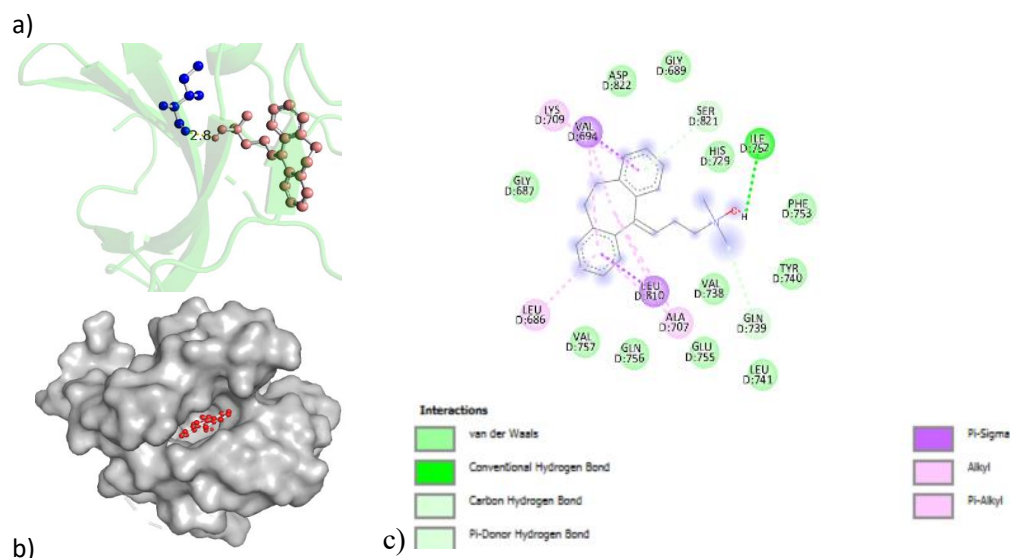 a)
2.8
b)
c)
ASP
D:822
GLY
D:689
LYS
D:709
VAL
D:694
SER
D:821
HIS
D:729
ILE
D:752
GLY
D:687
PHE
D:753
O
H
N
TYR
D:740
LEU
D:810
VAL
D:738
LEU
D:686
ALA
D:707
GLN
D:739
VAL
D:757
GLN
D:756
GLU
D:755
LEU
D:741
Interactions
van der Waals
Conventional Hydrogen Bond
Carbon Hydrogen Bond
Pi-Donor Hydrogen Bond
Pi-Sigma
Alkyl
Pi-Alkyl